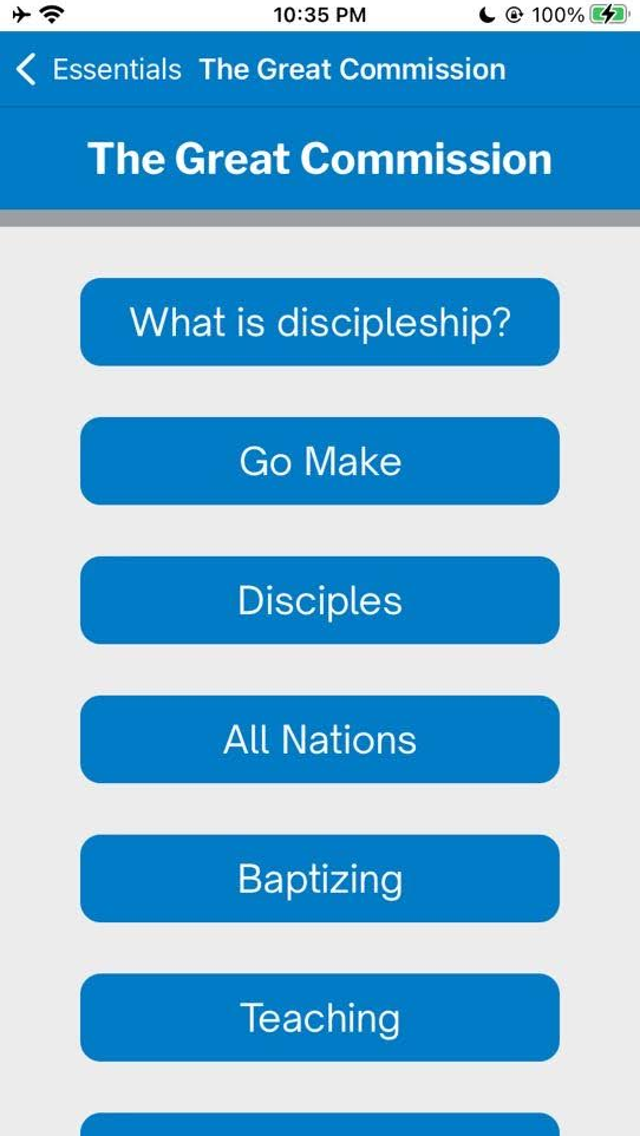 10:35 PM
100%
Essentials
The Great Commission
The Great Commission
What is discipleship?
Go Make
Disciples
All Nations
Baptizing
Teaching